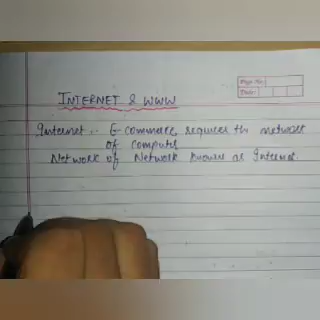 Page No.
Date
INTERNET & WWW
Internet :- E-commerce requires the network
of computer
Network of Network known as Internet.